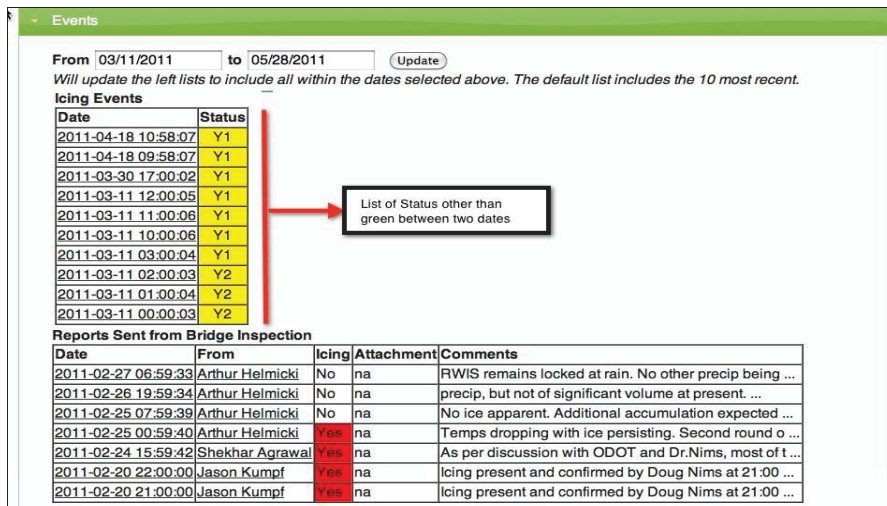 Events
From 03/11/2011 to 05/28/2011 Update
Will update the left lists to include all within the dates selected above. The default list includes the 10 most recent.
Icing Events
Date Status
2011-04-18 10:58:07 Y1
2011-04-18 09:58:07 Y1
2011-03-30 17:00:02 Y1
2011-03-11 12:00:05 Y1
2011-03-11 11:00:06 Y1
2011-03-11 10:00:06 Y1
2011-03-11 03:00:04 Y1
2011-03-11 02:00:03 Y2
2011-03-11 01:00:04 Y2
2011-03-11 00:00:03 Y2
List of Status other than
green between two dates
Reports Sent from Bridge Inspection
Date From Icing Attachment Comments
2011-02-27 06:59:33 Arthur Helmicki No na RWIS remains locked at rain. No other precip being ...
2011-02-26 19:59:34 Arthur Helmicki No na precip, but not of significant volume at present. ...
2011-02-25 07:59:39 Arthur Helmicki No na No ice apparent. Additional accumulation expected ...
2011-02-25 00:59:40 Arthur Helmicki Yes na Temps dropping with ice persisting. Second round o ...
2011-02-24 15:59:42 Shekhar Agrawal Yes na As per discussion with ODOT and Dr.Nims, most of t ...
2011-02-20 22:00:00 Jason Kumpf Yes na Icing present and confirmed by Doug Nims at 21:00 ...
2011-02-20 21:00:00 Jason Kumpf Yes na Icing present and confirmed by Doug Nims at 21:00 ...